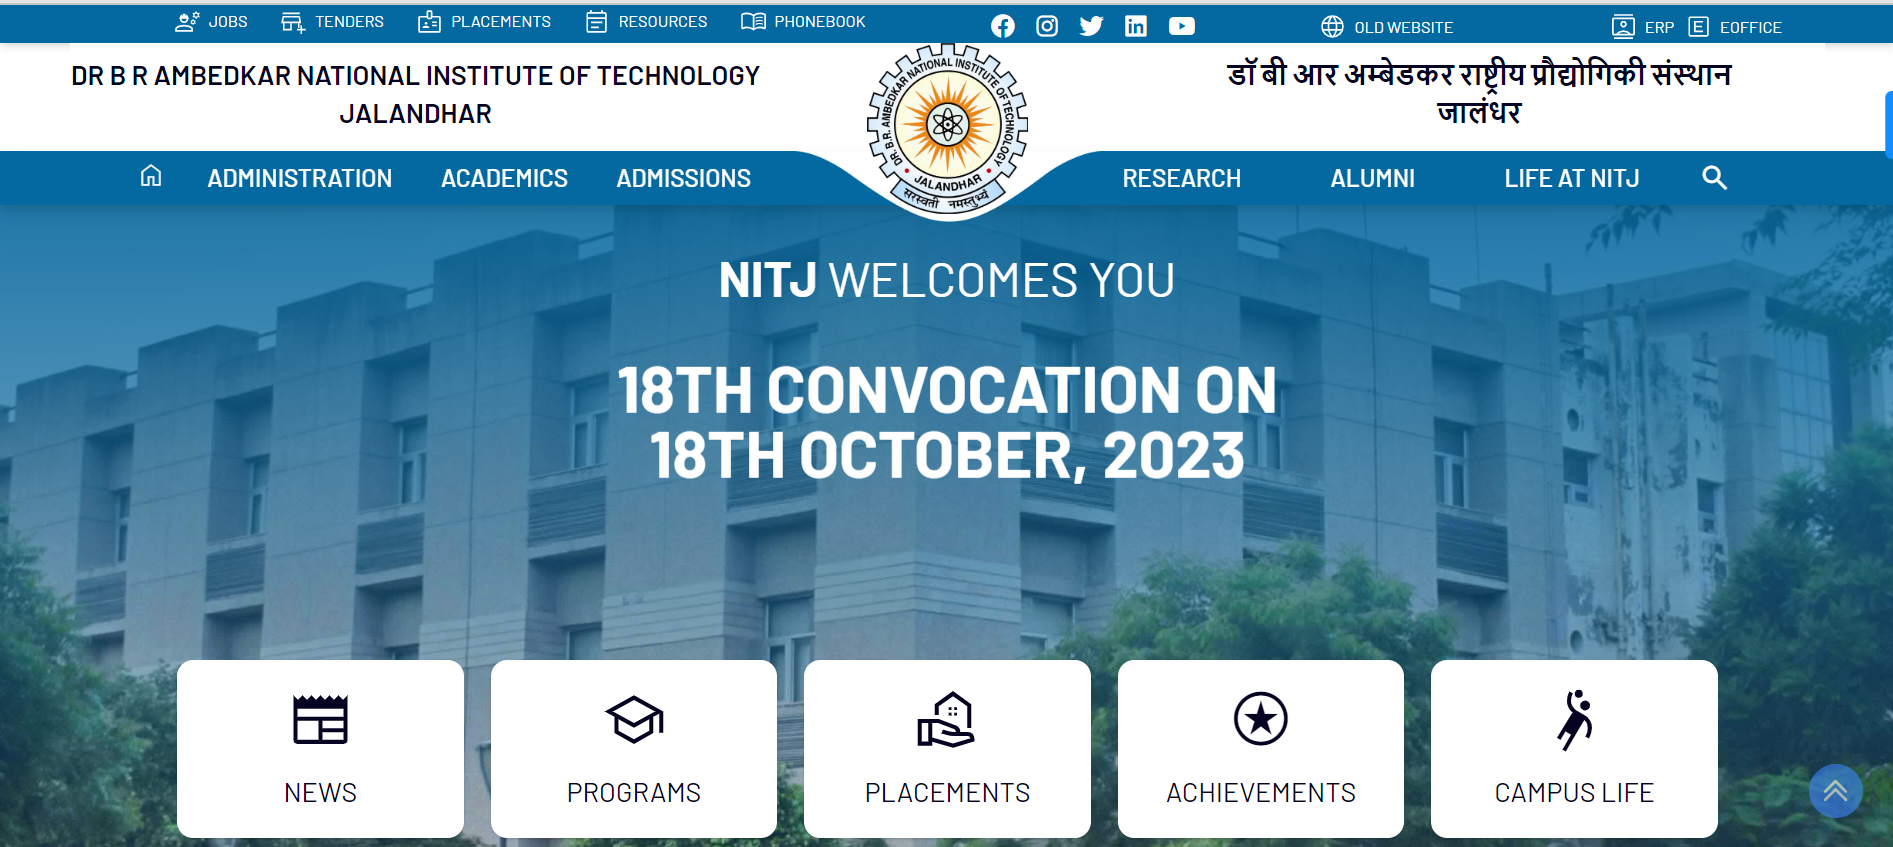 JOBS TENDERS PLACEMENTS RESOURCES PHONEBOOK OLD WEBSITE ERP EOFFICE
DR B R AMBEDKAR NATIONAL INSTITUTE OF TECHNOLOGY
JALANDHAR
DR. B.R. AMBEDKAR NATIONAL INSTITUTE OF TECHNOLOGY
JALANDHAR
सरस्वती नमस्तुभ्यं
डॉ बी आर अम्बेडकर राष्ट्रीय प्रौद्योगिकी संस्थान
जालंधर
ADMINISTRATION ACADEMICS ADMISSIONS RESEARCH ALUMNI LIFE AT NITJ
NITJ WELCOMES YOU
18TH CONVOCATION ON
18TH OCTOBER, 2023
NEWS PROGRAMS PLACEMENTS ACHIEVEMENTS CAMPUS LIFE